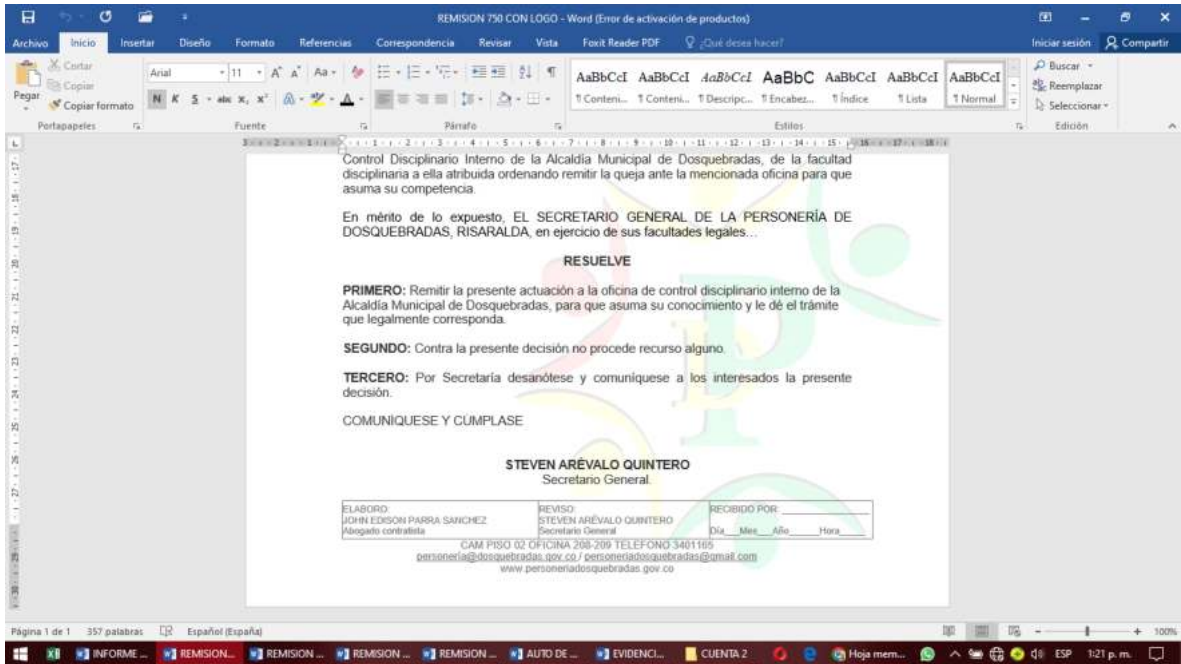 REMISION 750 CON LOGO - Word (Error de activación de productos)
Archivo Inicio Insertar Diseño Formato Referencias Correspondencia Revisar Vista Foxit Reader PDF ¿Qué desea hacer? Iniciar sesión Compartir
Pegar
Cortar
Copiar
Copiar formato
Portapapeles
Arial 11
N K S abc x₂ x²
Fuente
Párrafo
AaBbCcI AaBbCcI AaBbCcI AaBbC AaBbCcI AaBbCcI AaBbCcI
¶ Conteni... ¶ Conteni... ¶ Descripc... ¶ Encabez... ¶ Índice ¶ Lista ¶ Normal
Estilos
Buscar
Reemplazar
Seleccionar
Edición
Control Disciplinario Interno de la Alcaldía Municipal de Dosquebradas, de la facultad
disciplinaria a ella atribuida ordenando remitir la queja ante la mencionada oficina para que
asuma su competencia.
En mérito de lo expuesto, EL SECRETARIO GENERAL DE LA PERSONERÍA DE
DOSQUEBRADAS, RISARALDA, en ejercicio de sus facultades legales...
RESUELVE
PRIMERO: Remitir la presente actuación a la oficina de control disciplinario interno de la
Alcaldía Municipal de Dosquebradas, para que asuma su conocimiento y le dé el trámite
que legalmente corresponda.
SEGUNDO: Contra la presente decisión no procede recurso alguno.
TERCERO: Por Secretaría desanótese y comuníquese a los interesados la presente
decisión.
COMUNÍQUESE Y CÚMPLASE
STEVEN ARÉVALO QUINTERO
Secretario General.
ELABORO:
JOHN EDISON PARRA SANCHEZ
Abogado contratista
REVISO:
STEVEN ARÉVALO QUINTERO
Secretario General
RECIBIDO POR: ____________
Día___Mes___Año____Hora____
CAM PISO 02 OFICINA 208-209 TELEFONO 3401165
personeria@dosquebradas.gov.co / personeriadosquebradas@gmail.com
www.personeriadosquebradas.gov.co
Página 1 de 1 357 palabras Español (España) 100%
INFORME ... REMISION... REMISION ... REMISION ... REMISION ... AUTO DE ... EVIDENCI... CUENTA 2 Hoja mem... ESP 1:21 p. m.